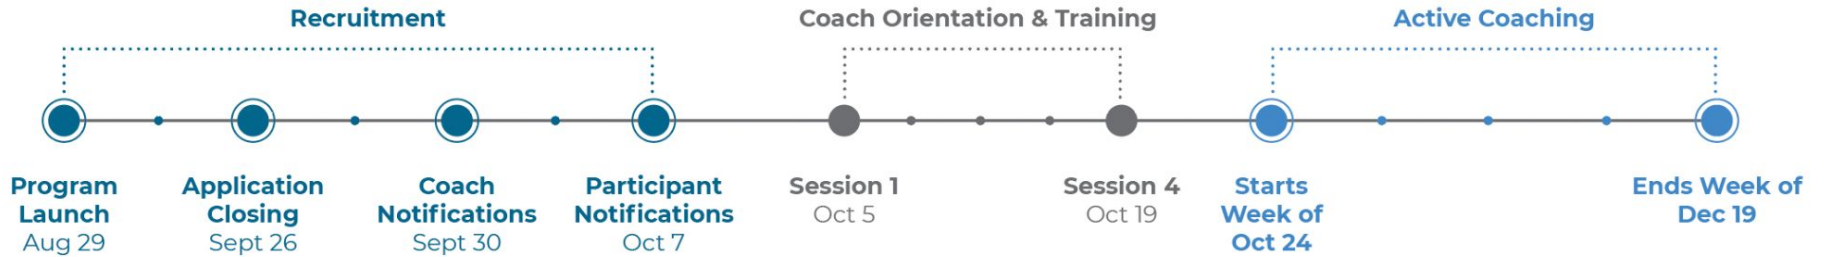 Recruitment
Coach Orientation & Training
Active Coaching
Program
Launch
Aug 29
Application
Closing
Sept 26
Coach
Notifications
Sept 30
Participant
Notifications
Oct 7
Session 1
Oct 5
Session 4
Oct 19
Starts
Week of
Oct 24
Ends Week of
Dec 19